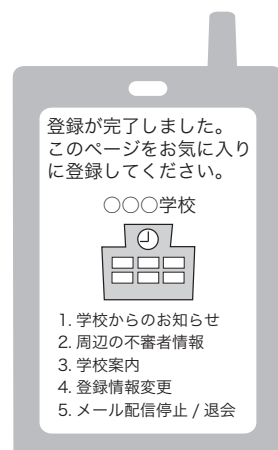 登録が完了しました。
このページをお気に入り
に登録してください。
○○○学校
1. 学校からのお知らせ
2. 周辺の不審者情報
3. 学校案内
4. 登録情報変更
5. メール配信停止 / 退会